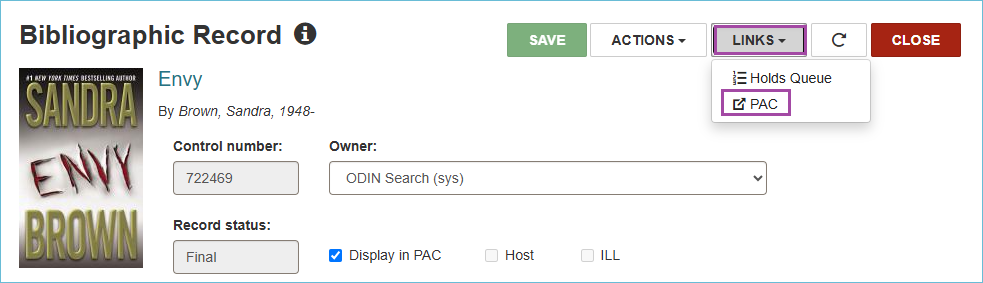 Bibliographic Record
SAVE
ACTIONS
LINKS
CLOSE
Holds Queue
PAC
#1 NEW YORK TIMES BESTSELLING AUTHOR
SANDRA
ENVY
BROWN
Envy
By Brown, Sandra, 1948-
Control number:
Owner:
722469
ODIN Search (sys)
Record status:
Final
Display in PAC
Host
ILL